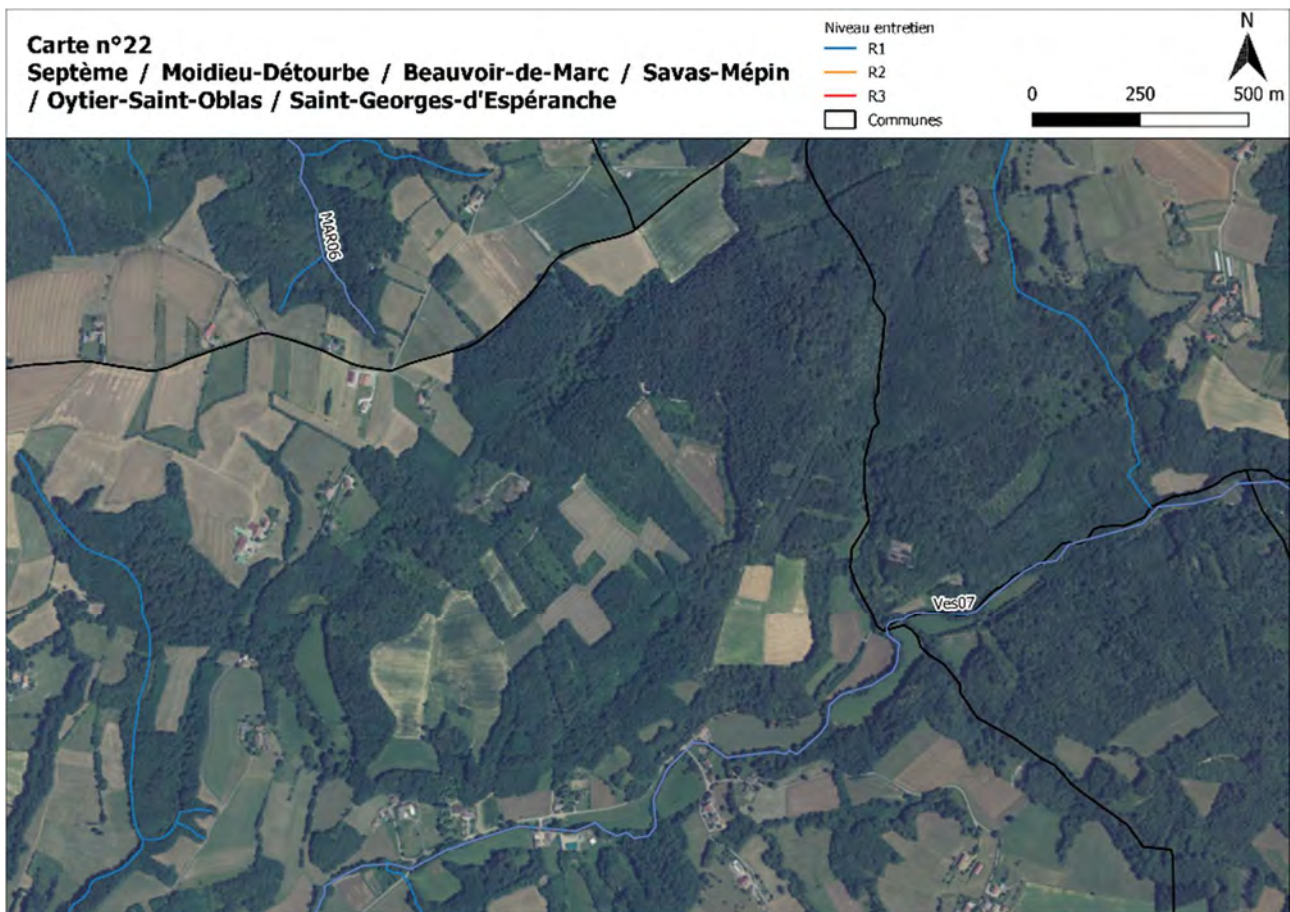 Carte n°22
Septème / Moidieu-Détourbe / Beauvoir-de-Marc / Savas-Mépin
/ Oytier-Saint-Oblas / Saint-Georges-d'Espéranche
Niveau entretien
R1
R2
R3
Communes
N
0 250 500 m
MAR06
Ves07